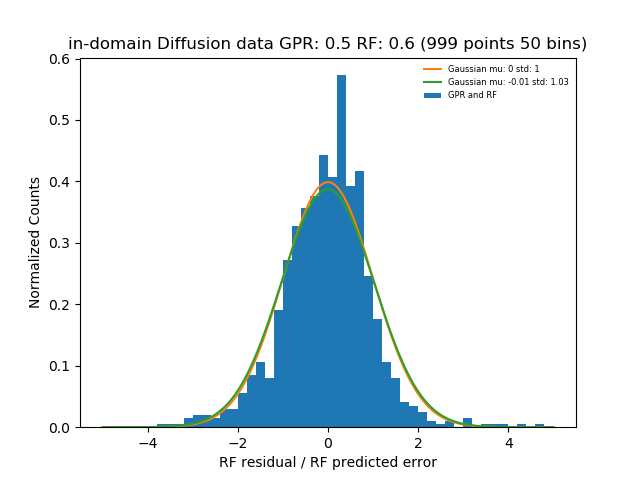 in-domain Diffusion data GPR: 0.5 RF: 0.6 (999 points 50 bins)
Gaussian mu: 0 std: 1
Gaussian mu: -0.01 std: 1.03
GPR and RF
0.6
0.5
0.4
0.3
0.2
0.1
0.0
Normalized Counts
−4 −2 0 2 4
RF residual / RF predicted error